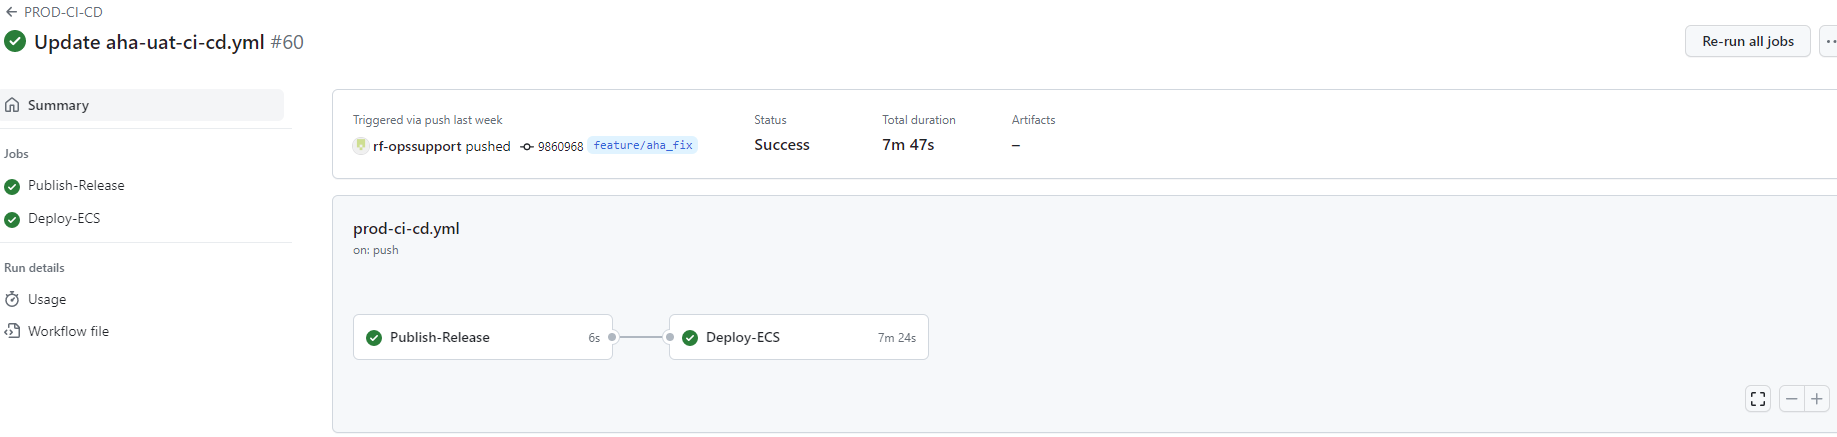 ← PROD-CI-CD
Update aha-uat-ci-cd.yml #60
Re-run all jobs
Summary
Jobs
Publish-Release
Deploy-ECS
Run details
Usage
Workflow file
Triggered via push last week
rf-opssupport pushed 9860968 feature/aha_fix
Status
Success
Total duration
7m 47s
Artifacts
–
prod-ci-cd.yml
on: push
Publish-Release 6s
Deploy-ECS 7m 24s